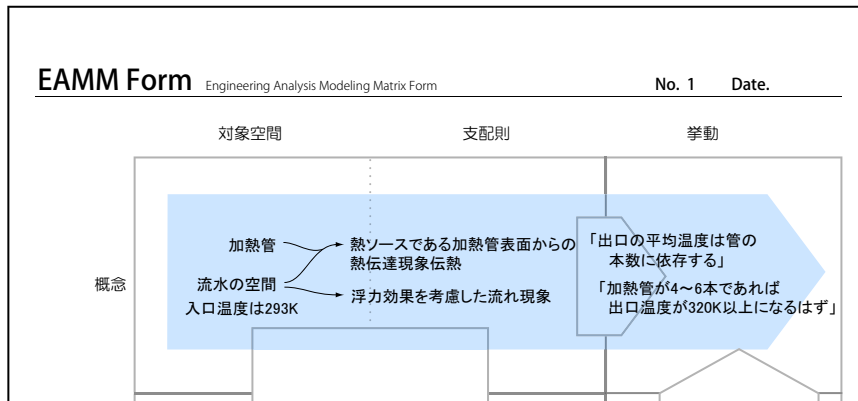 EAMM Form Engineering Analysis Modeling Matrix Form No. 1 Date.
対象空間 支配則 挙動
概念
加熱管
流水の空間
入口温度は293K
熱ソースである加熱管表面からの
熱伝達現象伝熱
浮力効果を考慮した流れ現象
「出口の平均温度は管の
本数に依存する」
「加熱管が4〜6本であれば
出口温度が320K以上になるはず」